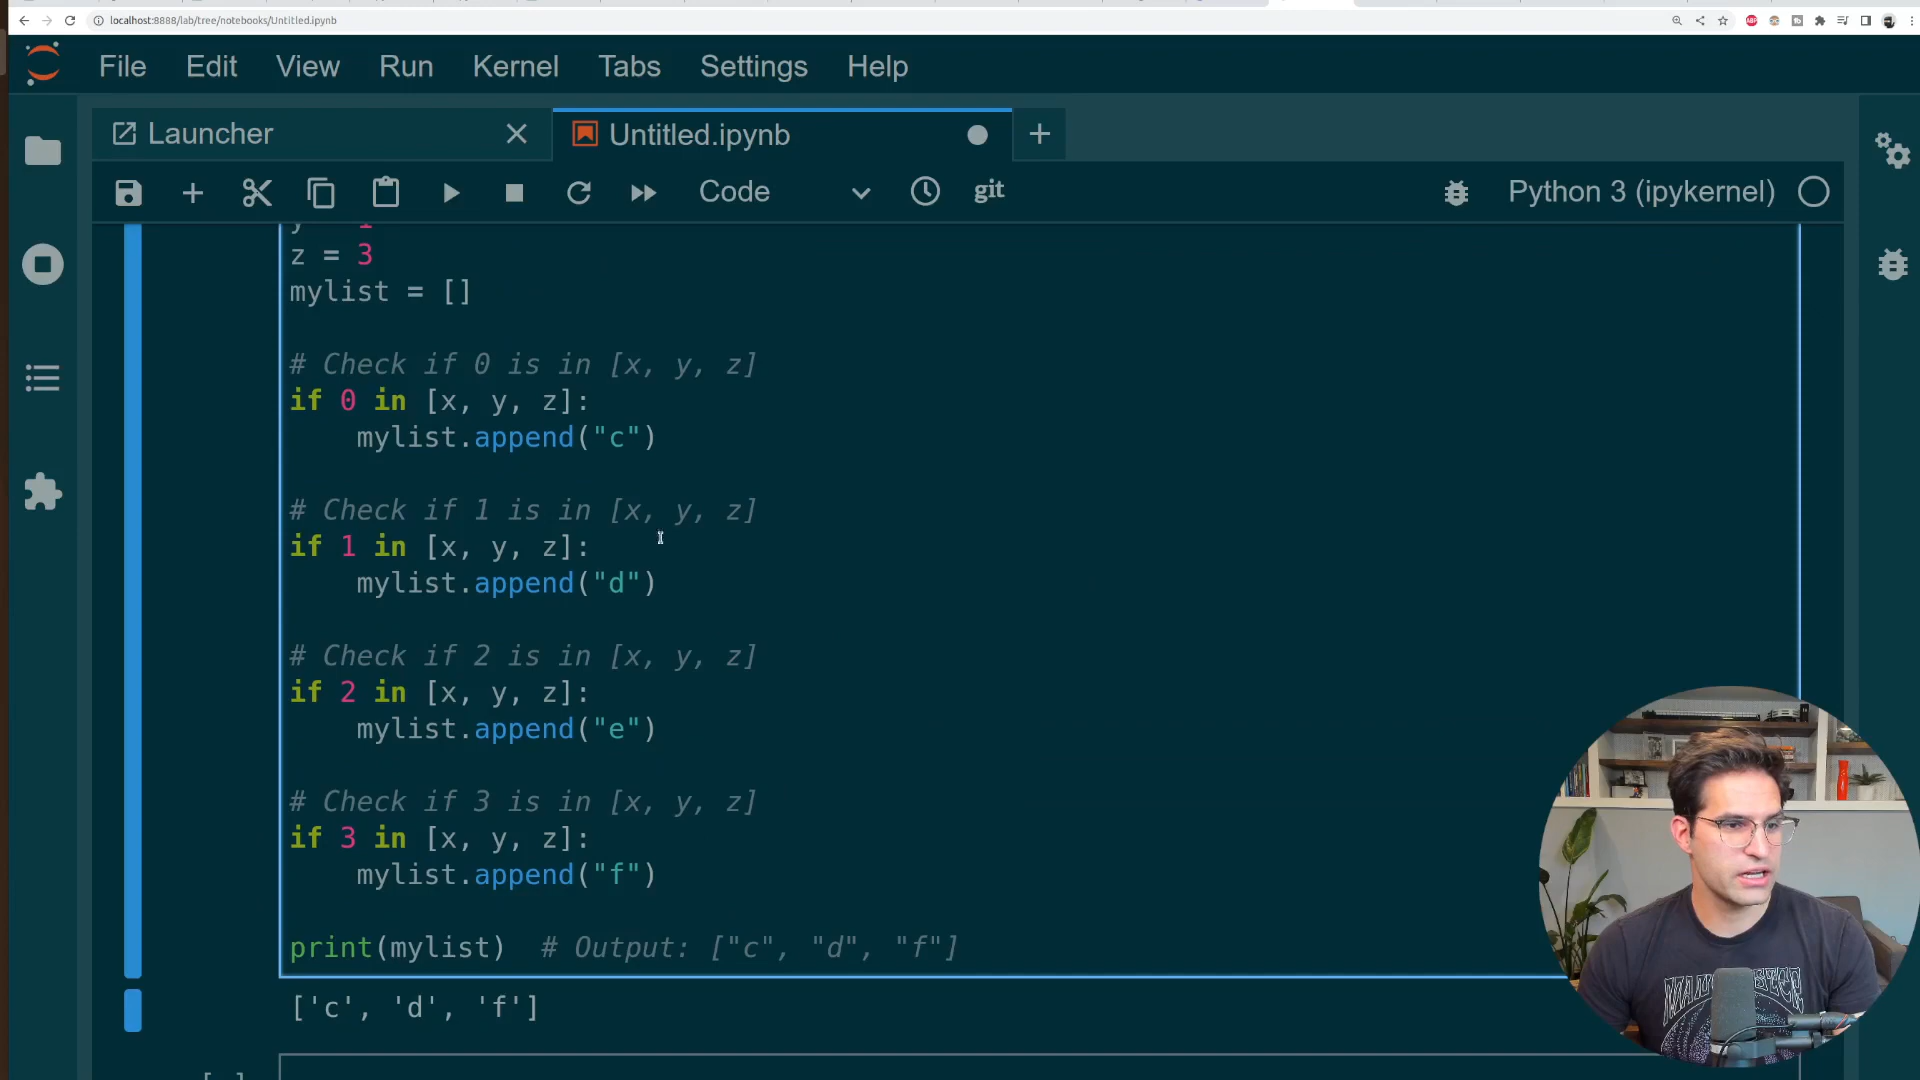 localhost:8888/lab/tree/notebooks/Untitled.ipynb
File Edit View Run Kernel Tabs Settings Help
Launcher
Untitled.ipynb
Code
git
Python 3 (ipykernel)
z = 3
mylist = []
# Check if 0 is in [x, y, z]
if 0 in [x, y, z]:
    mylist.append("c")
# Check if 1 is in [x, y, z]
if 1 in [x, y, z]:
    mylist.append("d")
# Check if 2 is in [x, y, z]
if 2 in [x, y, z]:
    mylist.append("e")
# Check if 3 is in [x, y, z]
if 3 in [x, y, z]:
    mylist.append("f")
print(mylist)  # Output: ["c", "d", "f"]
['c', 'd', 'f']